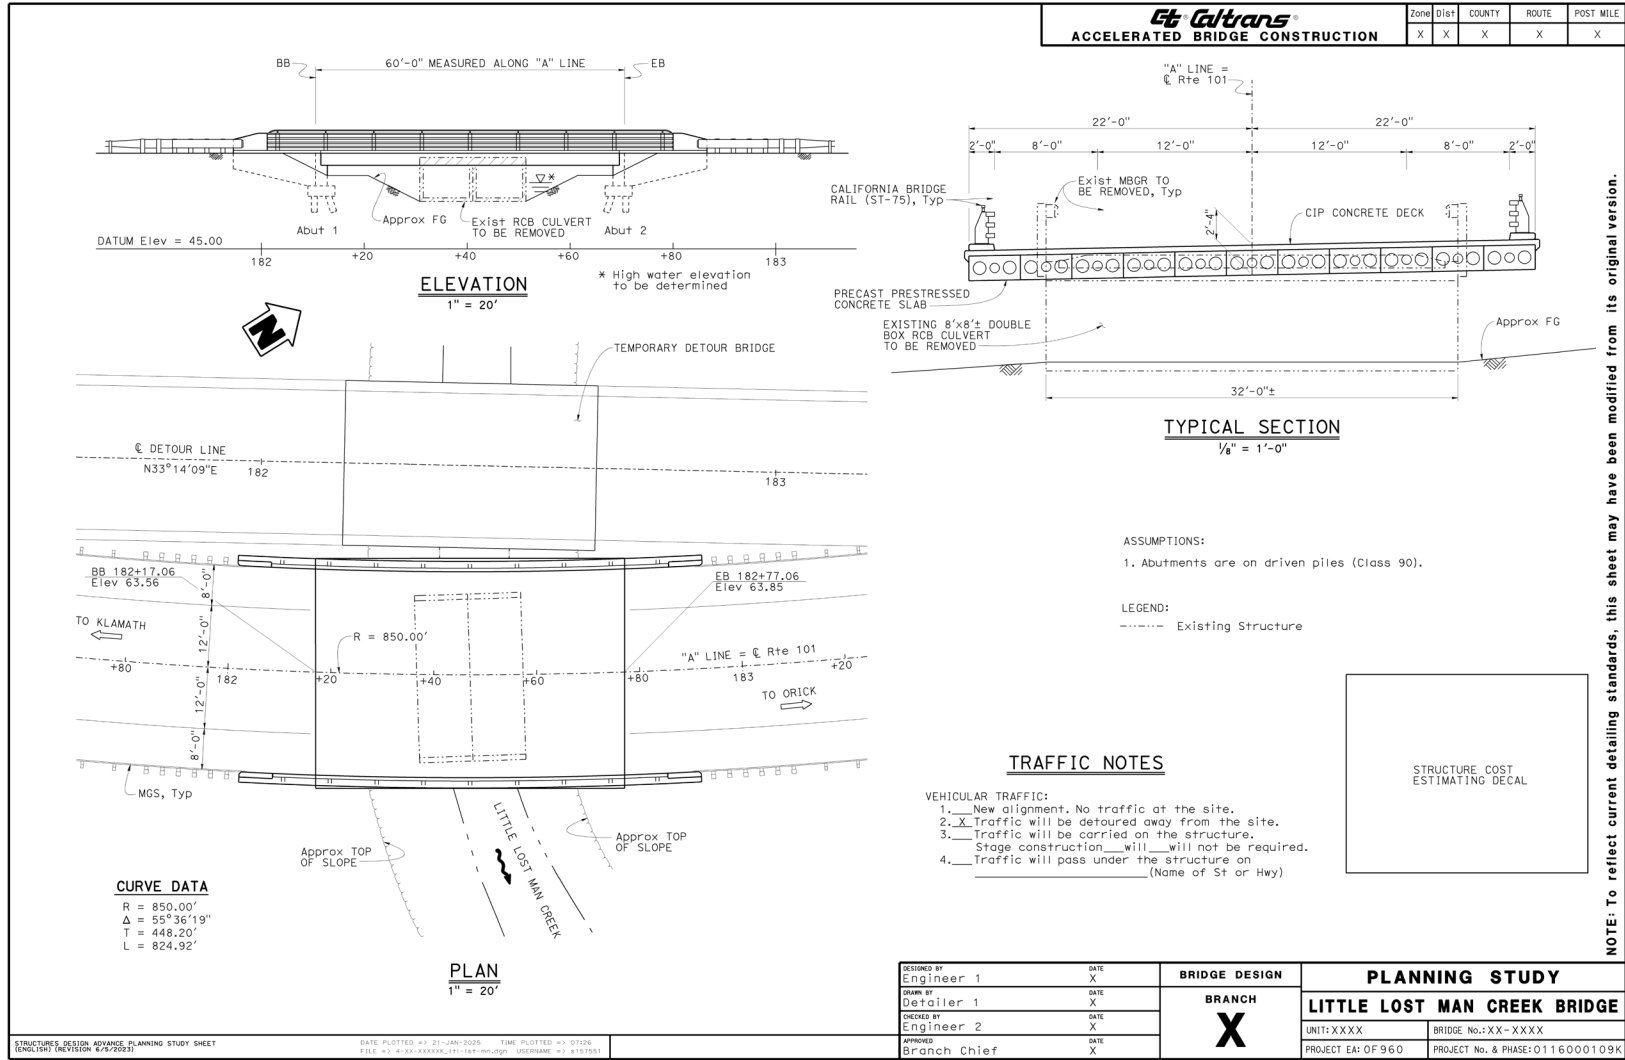 Caltrans
ACCELERATED BRIDGE CONSTRUCTION
Zone Dist COUNTY ROUTE POST MILE
X X X X X
BB
60'-0" MEASURED ALONG "A" LINE
EB
*
Approx FG
Exist RCB CULVERT
TO BE REMOVED
Abut 1
Abut 2
DATUM Elev = 45.00
182
+20
+40
+60
+80
183
* High water elevation
to be determined
ELEVATION
1" = 20'
"A" LINE =
℄ Rte 101
22'-0"
22'-0"
2'-0"
8'-0"
12'-0"
12'-0"
8'-0"
2'-0"
CALIFORNIA BRIDGE
RAIL (ST-75), Typ
Exist MBGR TO
BE REMOVED, Typ
2'-4"
CIP CONCRETE DECK
PRECAST PRESTRESSED
CONCRETE SLAB
EXISTING 8'x8'± DOUBLE
BOX RCB CULVERT
TO BE REMOVED
Approx FG
32'-0"±
TYPICAL SECTION
⅛" = 1'-0"
N
TEMPORARY DETOUR BRIDGE
℄ DETOUR LINE
N33°14'09"E
182
183
BB 182+17.06
Elev 63.56
EB 182+77.06
Elev 63.85
8'-0"
12'-0"
12'-0"
8'-0"
TO KLAMATH
R = 850.00'
"A" LINE = ℄ Rte 101
+80
182
+20
+40
+60
+80
183
+20
TO ORICK
MGS, Typ
Approx TOP
OF SLOPE
LITTLE LOST MAN CREEK
Approx TOP
OF SLOPE
CURVE DATA
R = 850.00'
Δ = 55°36'19"
T = 448.20'
L = 824.92'
PLAN
1" = 20'
ASSUMPTIONS:
1. Abutments are on driven piles (Class 90).
LEGEND:
Existing Structure
TRAFFIC NOTES
VEHICULAR TRAFFIC:
1.___New alignment. No traffic at the site.
2._X_Traffic will be detoured away from the site.
3.___Traffic will be carried on the structure.
Stage construction___will___will not be required.
4.___Traffic will pass under the structure on
______________________(Name of St or Hwy)
STRUCTURE COST
ESTIMATING DECAL
NOTE: To reflect current detailing standards, this sheet may have been modified from its original version.
DESIGNED BY
Engineer 1
DATE
X
DRAWN BY
Detailer 1
DATE
X
CHECKED BY
Engineer 2
DATE
X
APPROVED
Branch Chief
DATE
X
BRIDGE DESIGN
BRANCH
X
PLANNING STUDY
LITTLE LOST MAN CREEK BRIDGE
UNIT: XXXX
BRIDGE No.: XX-XXXX
PROJECT EA: 0F960
PROJECT No. & PHASE: 0116000109K
STRUCTURES DESIGN ADVANCE PLANNING STUDY SHEET
(ENGLISH) (REVISION 6/5/2023)
DATE PLOTTED => 21-JAN-2025 TIME PLOTTED => 07:26
USERNAME => s157551